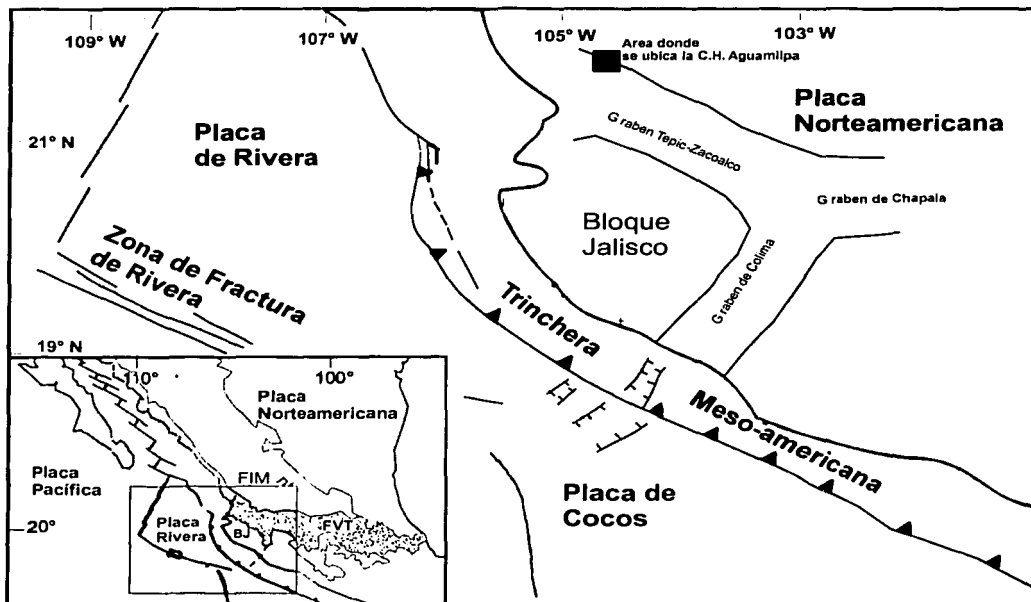 109° W
107° W
105° W
103° W
Area donde
se ubica la C.H. Aguamilpa
Placa
Norteamericana
21° N
Placa
de Rivera
Graben Tepic-Zacoalco
Graben de Chapala
Bloque
Jalisco
Graben de Colima
Zona de Fractura
de Rivera
Trinchera
Meso-americana
19° N
Placa de
Cocos
110°
100°
Placa
Norteamericana
Placa
Pacífica
FIM
20°
Placa
Rivera
B
FVT